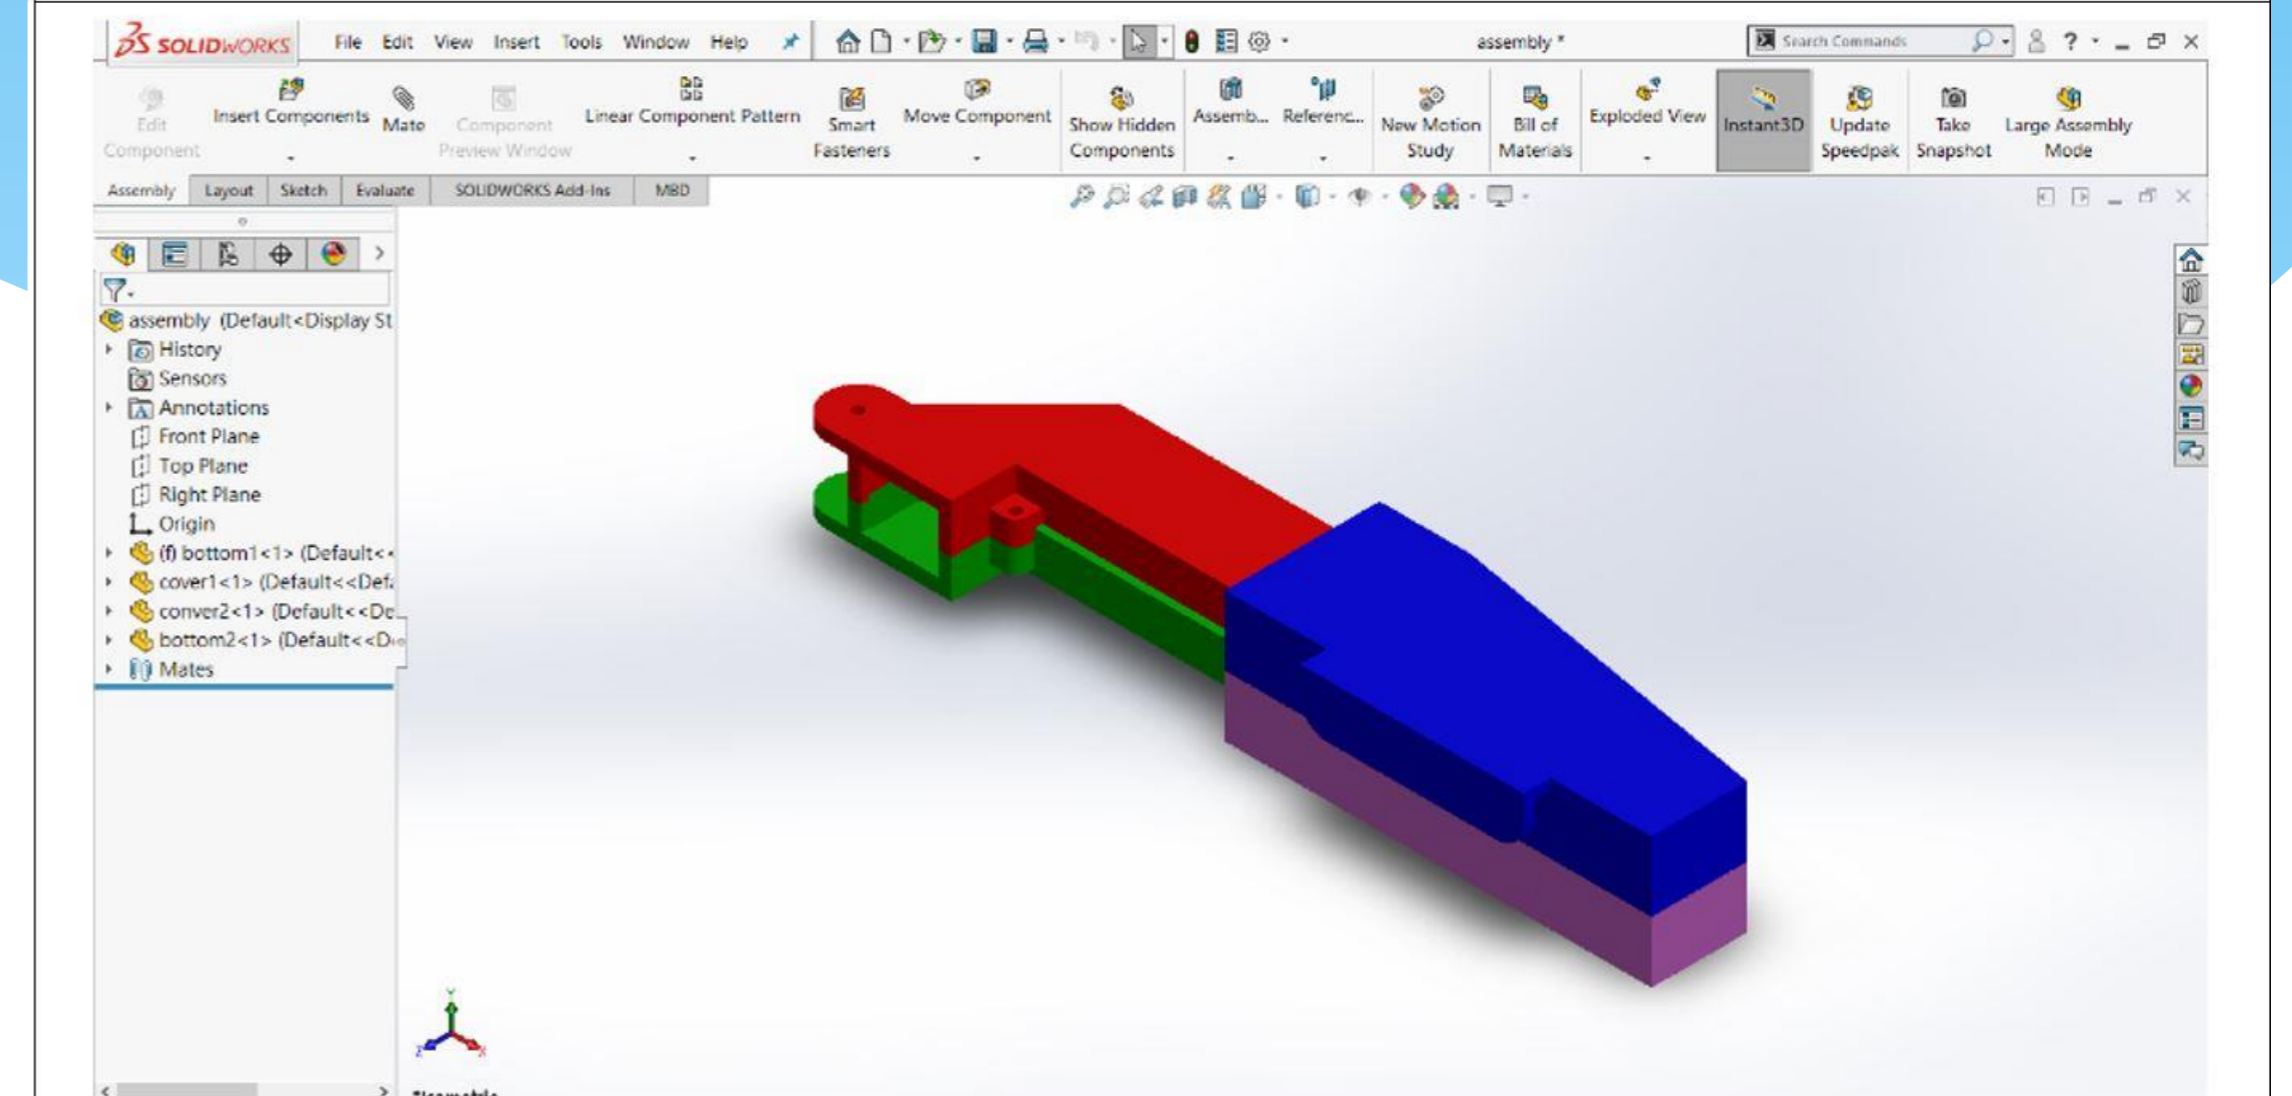 SOLIDWORKS File Edit View Insert Tools Window Help assembly * Search Commands ?
Edit Component
Insert Components
Mate
Component Preview Window
Linear Component Pattern
Smart Fasteners
Move Component
Show Hidden Components
Assemb...
Referenc...
New Motion Study
Bill of Materials
Exploded View
Instant3D
Update Speedpak
Take Snapshot
Large Assembly Mode
Assembly Layout Sketch Evaluate SOLIDWORKS Add-Ins MBD
assembly (Default<Display St
History
Sensors
Annotations
Front Plane
Top Plane
Right Plane
Origin
(f) bottom1<1> (Default<<
cover1<1> (Default<<Defa
conver2<1> (Default<<De
bottom2<1> (Default<<D
Mates
Y
Z X
*Isometric